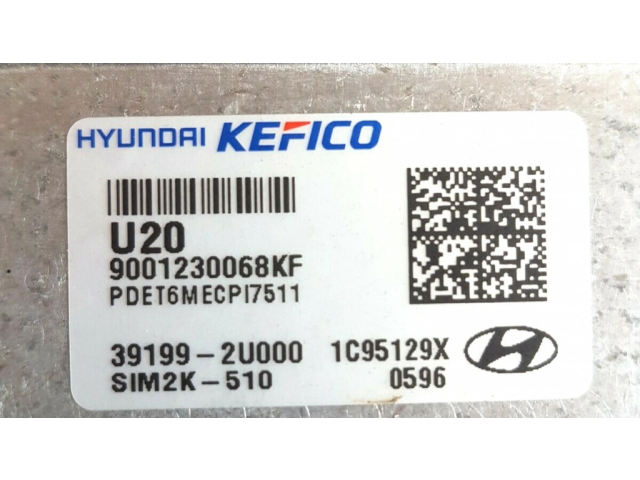 HYUNDAI KEFICO
U20
9001230068KF
PDET6MECPI7511
39199-2U000 1C95129X
SIM2K-510 0596